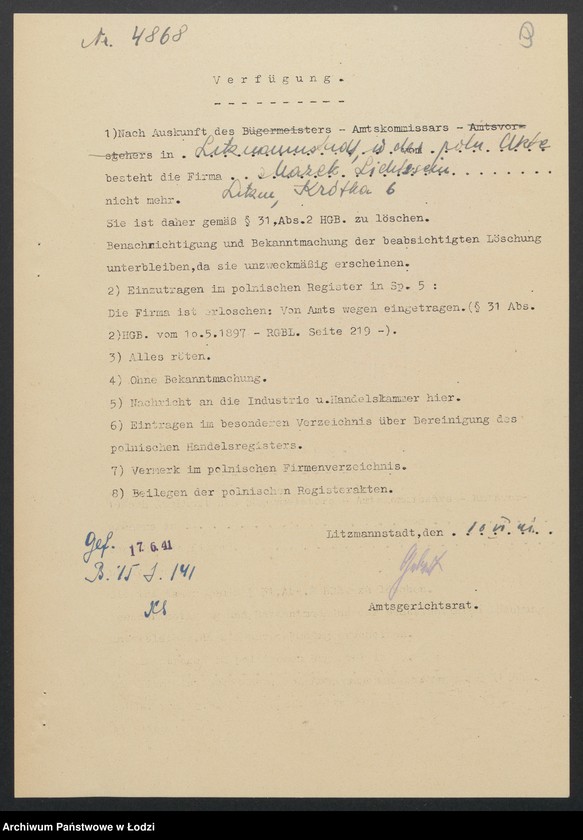 Nr. 4868
Verfügung.
1)Nach Auskunft des Bügermeisters – Amtskommissars – Amtsvor=
stehers in . Litzmannstadt, poln.
besteht die Firma . . Marek
nicht mehr. Litzm, Krótka 6
Sie ist daher gemäß § 31,Abs.2 HGB. zu löschen.
Benachrichtigung und Bekanntmachung der beabsichtigten Löschung
unterbleiben,da sie unzweckmäßig erscheinen.
2) Einzutragen im polnischen Register in Sp. 5 :
Die Firma ist erloschen: Von Amts wegen eingetragen.(§ 31 Abs.
2)HGB. vom 1o.5.1897 – RGBL. Seite 219 –).
3) Alles röten.
4) Ohne Bekanntmachung.
5) Nachricht an die Industrie u.Handelskammer hier.
6) Eintragen im besonderen Verzeichnis über Bereinigung des
polnischen Handelsregisters.
7) Vermerk im polnischen Firmenverzeichnis.
8) Beilegen der polnischen Registerakten.
Litzmannstadt,den . 10 VI 41. .
Gef. 17. 6. 41
Amtsgerichtsrat.
Archiwum Państwowe w Łodzi